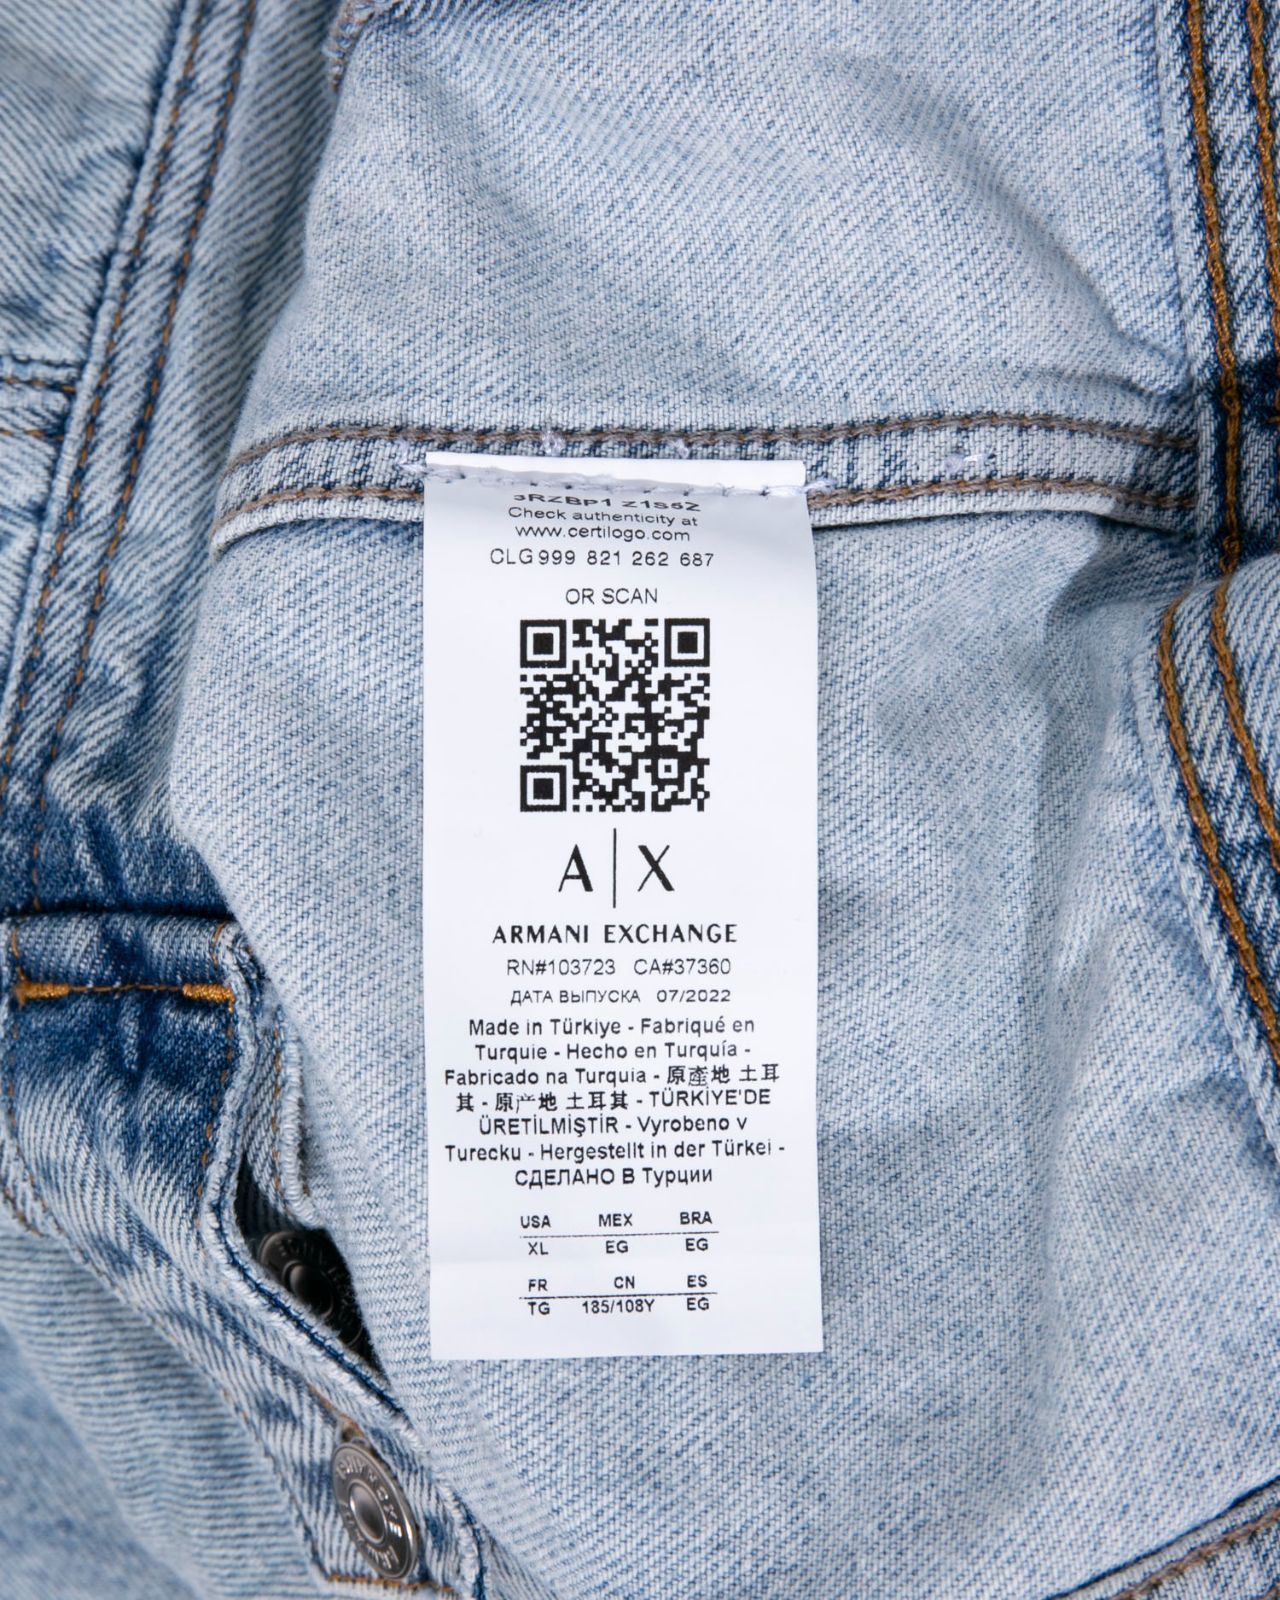 3RZBP1 Z1S5Z
Check authenticity at
www.certilogo.com
CLG 999 821 262 687
OR SCAN
A|X
ARMANI EXCHANGE
RN#103723 CA#37360
ДАТА ВЫПУСКА 07/2022
Made in Türkiye - Fabriqué en
Turquie - Hecho en Turquía -
Fabricado na Turquia - 原產地 土耳
其 - 原产地 土耳其 - TÜRKİYE'DE
ÜRETİLMİŞTİR - Vyrobeno v
Turecku - Hergestellt in der Türkei -
СДЕЛАНО В Турции
USA MEX BRA
XL EG EG
FR CN ES
TG 185/108Y EG